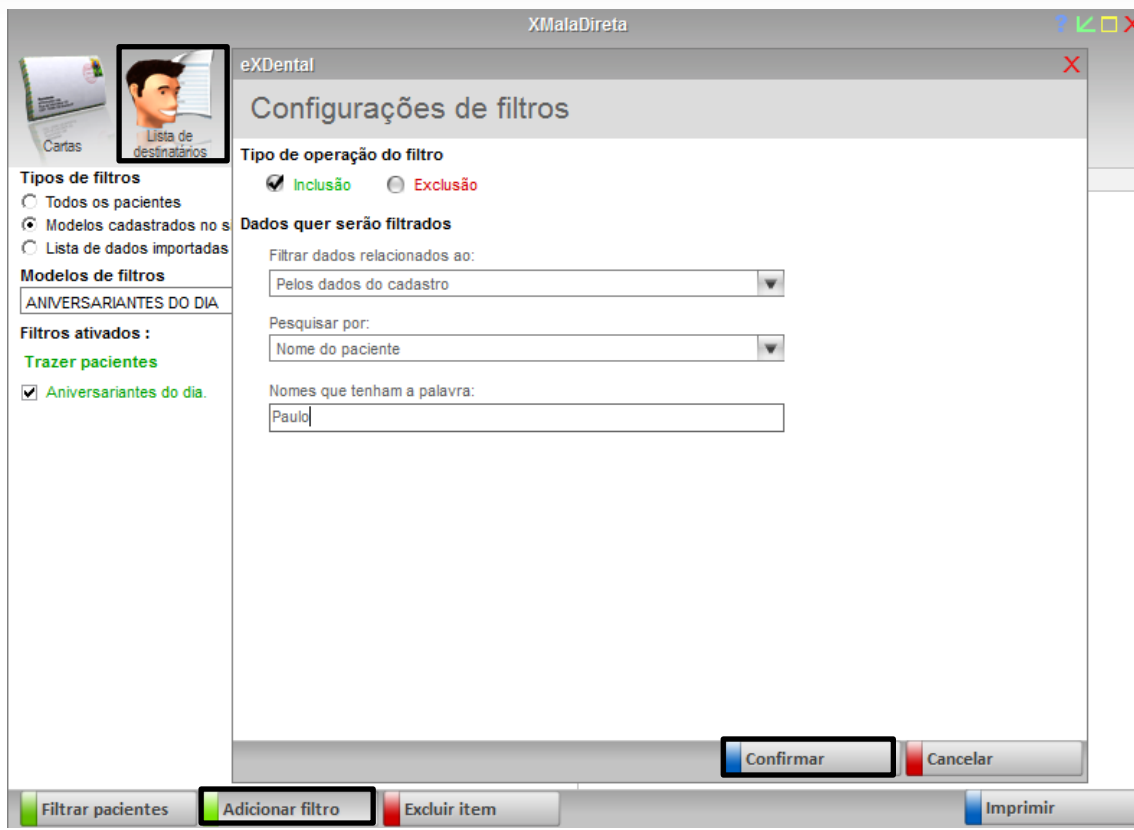 XMalaDireta
Cartas
Lista de
destinatários
Tipos de filtros
Todos os pacientes
Modelos cadastrados no s
Lista de dados importadas
Modelos de filtros
ANIVERSARIANTES DO DIA
Filtros ativados :
Trazer pacientes
Aniversariantes do dia.
eXDental
X
Configurações de filtros
Tipo de operação do filtro
Inclusão Exclusão
Dados quer serão filtrados
Filtrar dados relacionados ao:
Pelos dados do cadastro
Pesquisar por:
Nome do paciente
Nomes que tenham a palavra:
Paulo
Confirmar Cancelar
Filtrar pacientes Adicionar filtro Excluir item Imprimir